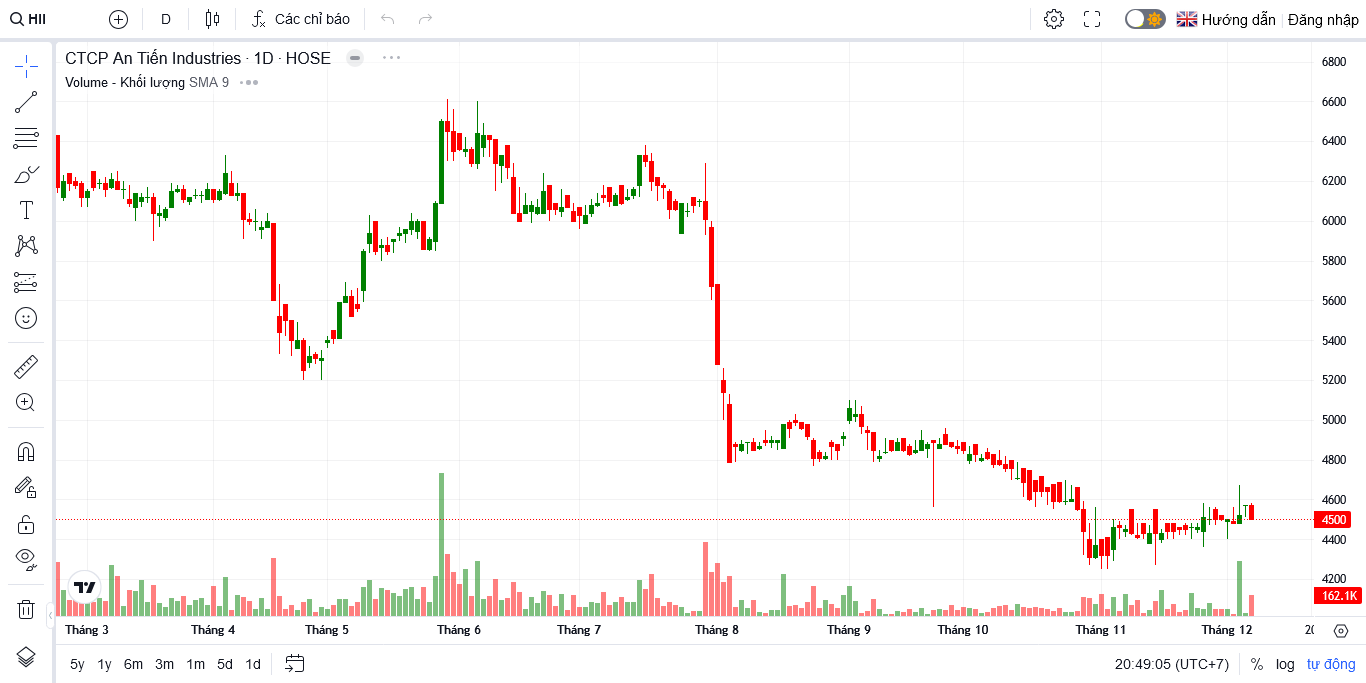 HII D Các chỉ báo Hướng dẫn Đăng nhập
CTCP An Tiến Industries · 1D · HOSE
Volume - Khối lượng SMA 9
6800
6600
6400
6200
6000
5800
5600
5400
5200
5000
4800
4600
4500
4400
4200
162.1K
Tháng 3 Tháng 4 Tháng 5 Tháng 6 Tháng 7 Tháng 8 Tháng 9 Tháng 10 Tháng 11 Tháng 12
5y 1y 6m 3m 1m 5d 1d 20:49:05 (UTC+7) % log tự động